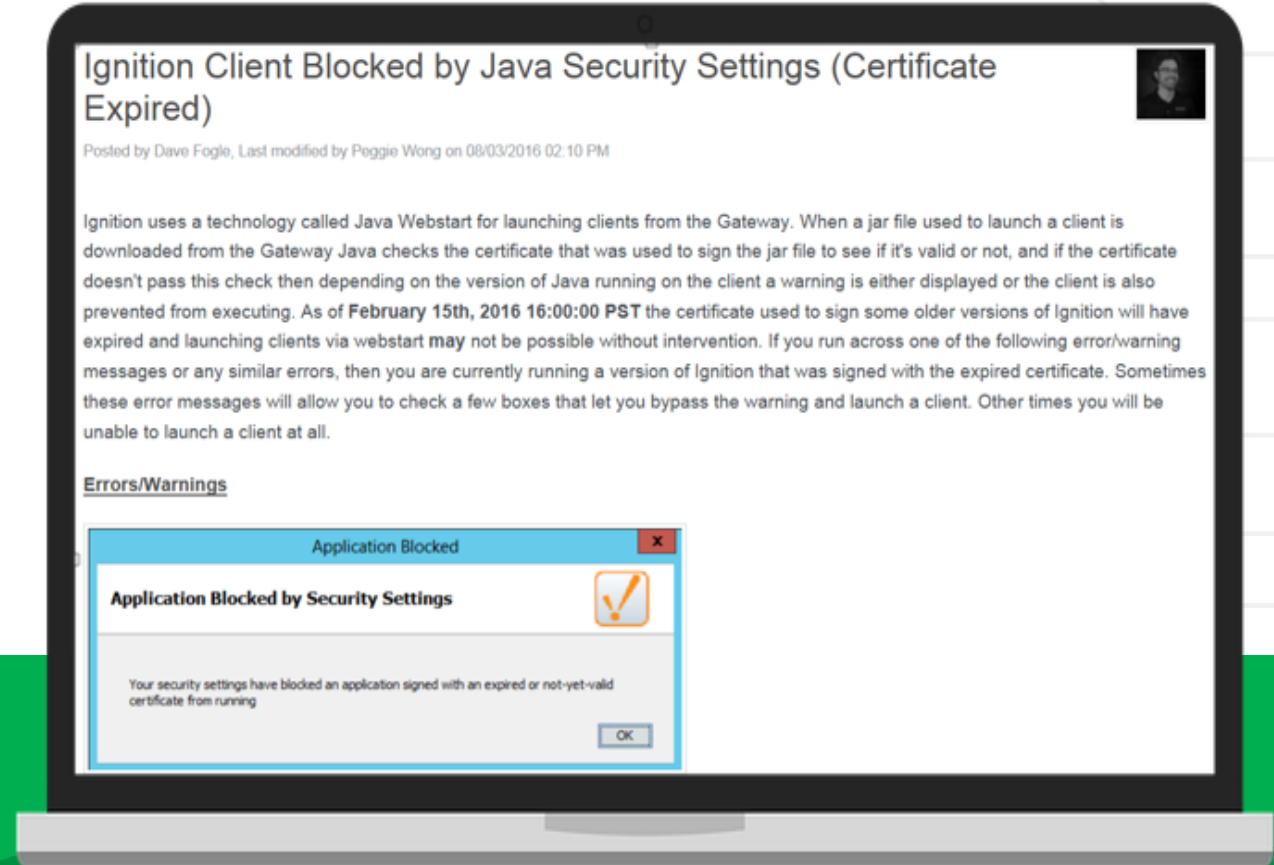 Ignition Client Blocked by Java Security Settings (Certificate
Expired)
Posted by Dave Fogle, Last modified by Peggie Wong on 08/03/2016 02:10 PM
Ignition uses a technology called Java Webstart for launching clients from the Gateway. When a jar file used to launch a client is
downloaded from the Gateway Java checks the certificate that was used to sign the jar file to see if it's valid or not, and if the certificate
doesn't pass this check then depending on the version of Java running on the client a warning is either displayed or the client is also
prevented from executing. As of February 15th, 2016 16:00:00 PST the certificate used to sign some older versions of Ignition will have
expired and launching clients via webstart may not be possible without intervention. If you run across one of the following error/warning
messages or any similar errors, then you are currently running a version of Ignition that was signed with the expired certificate. Sometimes
these error messages will allow you to check a few boxes that let you bypass the warning and launch a client. Other times you will be
unable to launch a client at all.
Errors/Warnings
Application Blocked
x
Application Blocked by Security Settings
Your security settings have blocked an application signed with an expired or not-yet-valid
certificate from running
OK